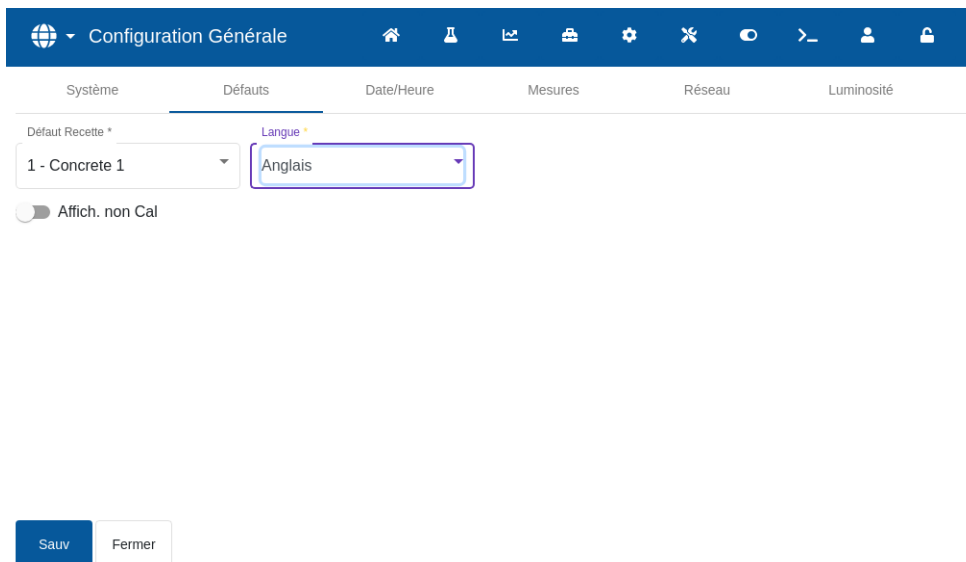 Configuration Générale
Système Défauts Date/Heure Mesures Réseau Luminosité
Défaut Recette * Langue *
1 - Concrete 1 Anglais
Affich. non Cal
Sauv Fermer